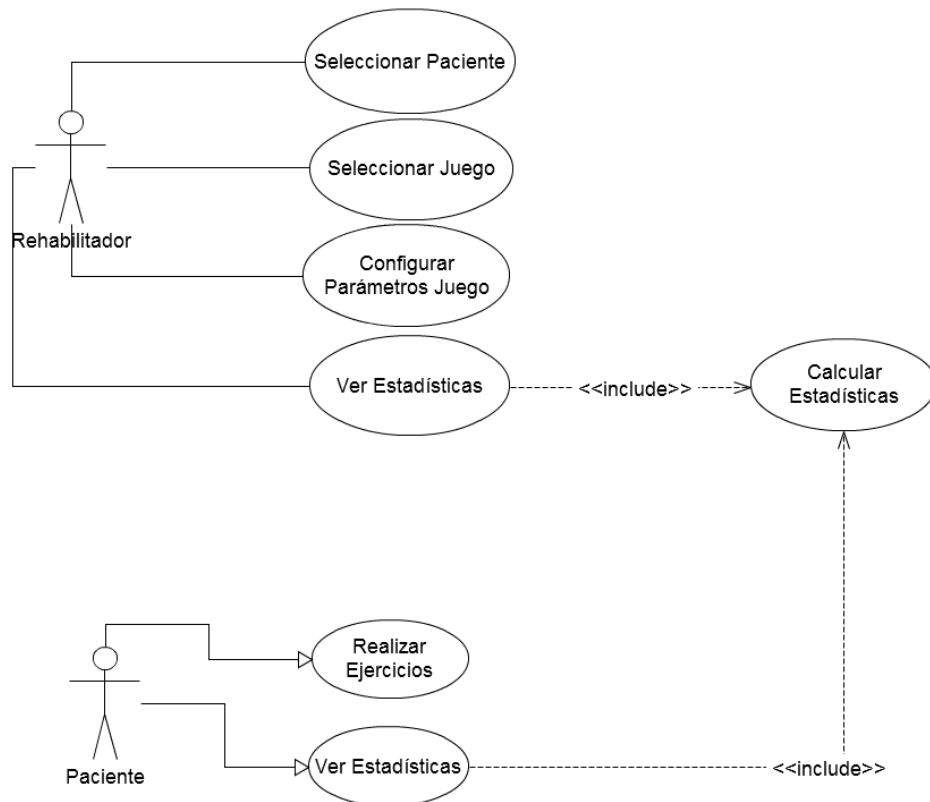 Seleccionar Paciente
Seleccionar Juego
Rehabilitador
Configurar
Parámetros Juego
Ver Estadísticas
<<include>>
Calcular
Estadísticas
Realizar
Ejercicios
Paciente
Ver Estadísticas
<<include>>